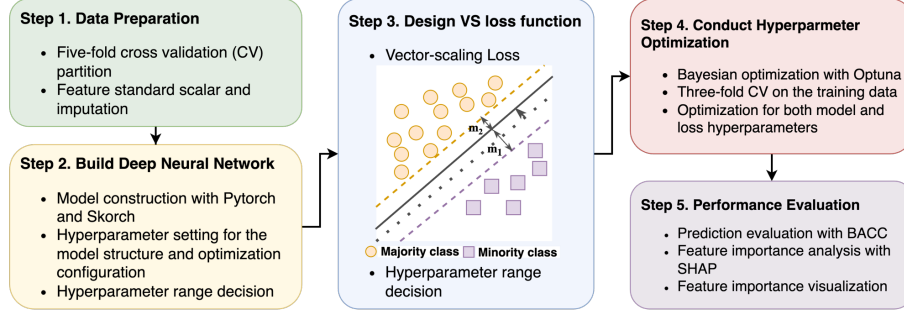 Step 1. Data Preparation
• Five-fold cross validation (CV)
partition
• Feature standard scalar and
imputation
Step 2. Build Deep Neural Network
• Model construction with Pytorch
and Skorch
• Hyperparameter setting for the
model structure and optimization
configuration
• Hyperparameter range decision
Step 3. Design VS loss function
• Vector-scaling Loss
m2
m1
Majority class
Minority class
• Hyperparameter range
decision
Step 4. Conduct Hyperparmeter
Optimization
• Bayesian optimization with Optuna
• Three-fold CV on the training data
• Optimization for both model and
loss hyperparameters
Step 5. Performance Evaluation
• Prediction evaluation with BACC
• Feature importance analysis with
SHAP
• Feature importance visualization